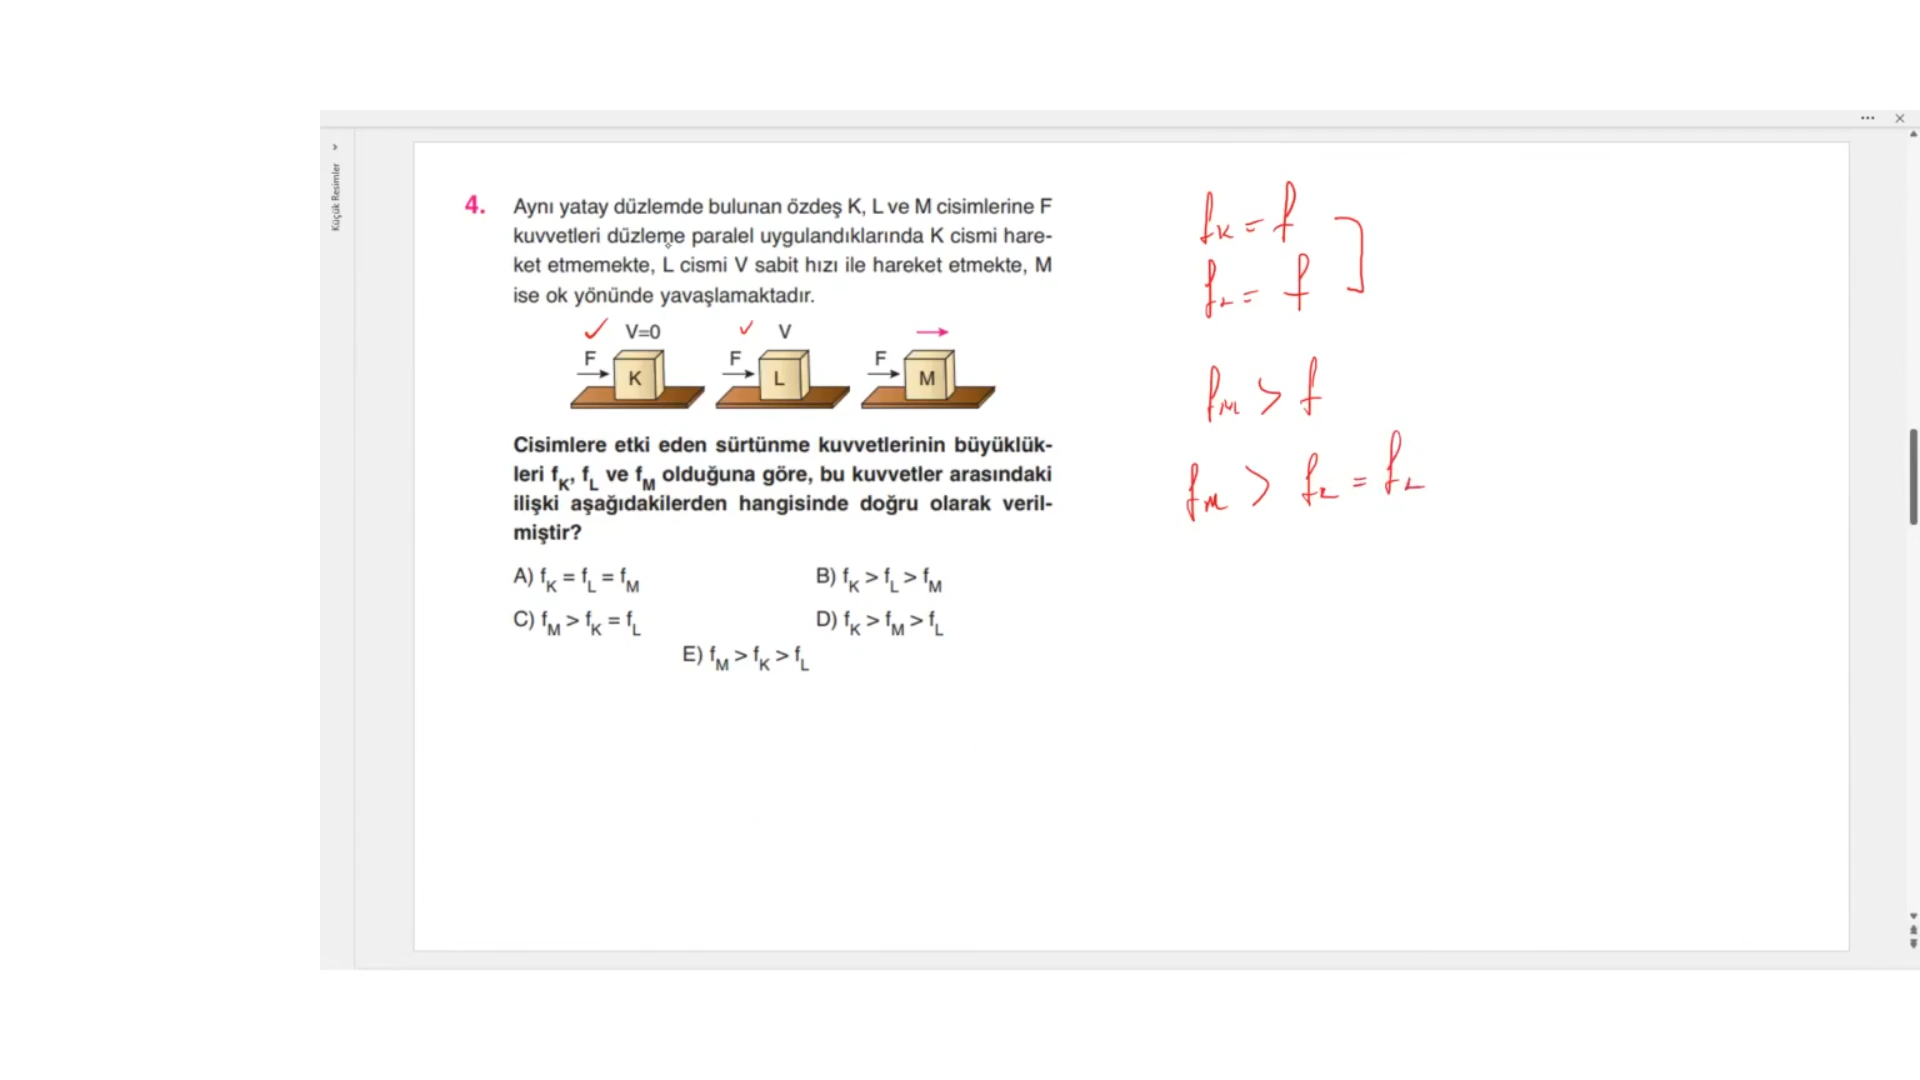 Küçük Resimler
4. Aynı yatay düzlemde bulunan özdeş K, L ve M cisimlerine F
kuvvetleri düzleme paralel uygulandıklarında K cismi hare-
ket etmemekte, L cismi V sabit hızı ile hareket etmekte, M
ise ok yönünde yavaşlamaktadır.
V=0 V
F F F
K L M
Cisimlere etki eden sürtünme kuvvetlerinin büyüklük-
leri fK, fL ve fM olduğuna göre, bu kuvvetler arasındaki
ilişki aşağıdakilerden hangisinde doğru olarak veril-
miştir?
A) fK = fL = fM B) fK > fL > fM
C) fM > fK = fL D) fK > fM > fL
E) fM > fK > fL
fK = f
fL = f
fM > f
fM > fK = fL